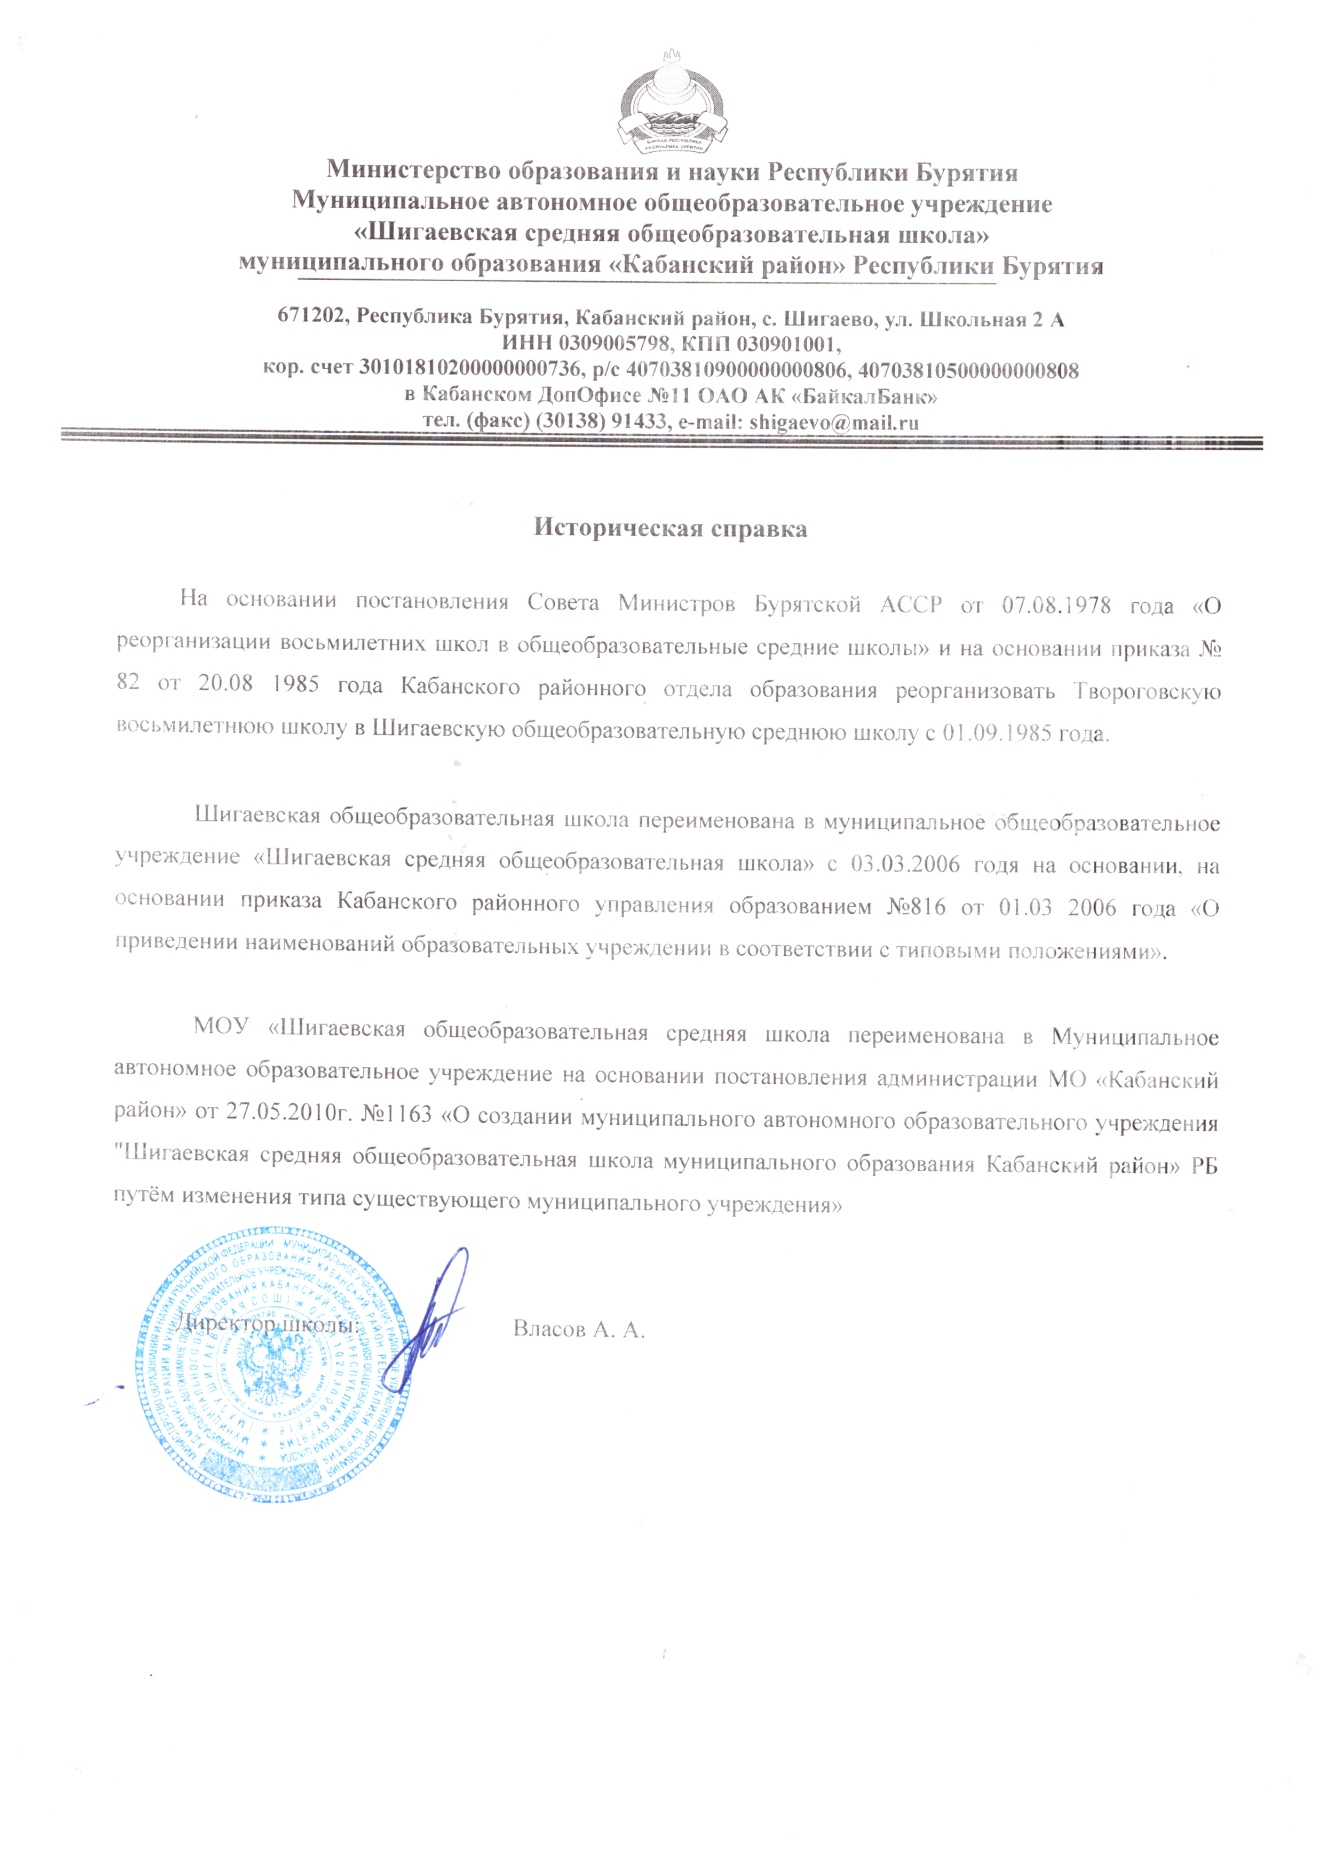 Министерство образования и науки Республики Бурятия
Муниципальное автономное общеобразовательное учреждение
«Шигаевская средняя общеобразовательная школа»
муниципального образования «Кабанский район» Республики Бурятия
671202, Республика Бурятия, Кабанский район, с. Шигаево, ул. Школьная 2 А
ИНН 0309005798, КПП 030901001,
кор. счет 30101810200000000736, р/с 40703810900000000806, 40703810500000000808
в Кабанском ДопОфисе №11 ОАО АК «БайкалБанк»
тел. (факс) (30138) 91433, e-mail: shigaevo@mail.ru
Историческая справка
На основании постановления Совета Министров Бурятской АССР от 07.08.1978 года «О
реорганизации восьмилетних школ в общеобразовательные средние школы» и на основании приказа №
82 от 20.08 1985 года Кабанского районного отдела образования реорганизовать Твороговскую
восьмилетнюю школу в Шигаевскую общеобразовательную среднюю школу с 01.09.1985 года.
Шигаевская общеобразовательная школа переименована в муниципальное общеобразовательное
учреждение «Шигаевская средняя общеобразовательная школа» с 03.03.2006 годя на основании, на
основании приказа Кабанского районного управления образованием №816 от 01.03 2006 года «О
приведении наименований образовательных учреждении в соответствии с типовыми положениями».
МОУ «Шигаевская общеобразовательная средняя школа переименована в Муниципальное
автономное образовательное учреждение на основании постановления администрации МО «Кабанский
район» от 27.05.2010г. №1163 «О создании муниципального автономного образовательного учреждения
"Шигаевская средняя общеобразовательная школа муниципального образования Кабанский район» РБ
путём изменения типа существующего муниципального учреждения»
Директор школы:
Власов А. А.